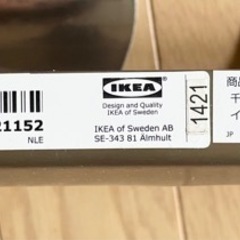 IKEA
Design and Quality
IKEA of Sweden
21152
NLE
IKEA of Sweden AB
SE-343 81 Älmhult
1421
商品
イ
JP